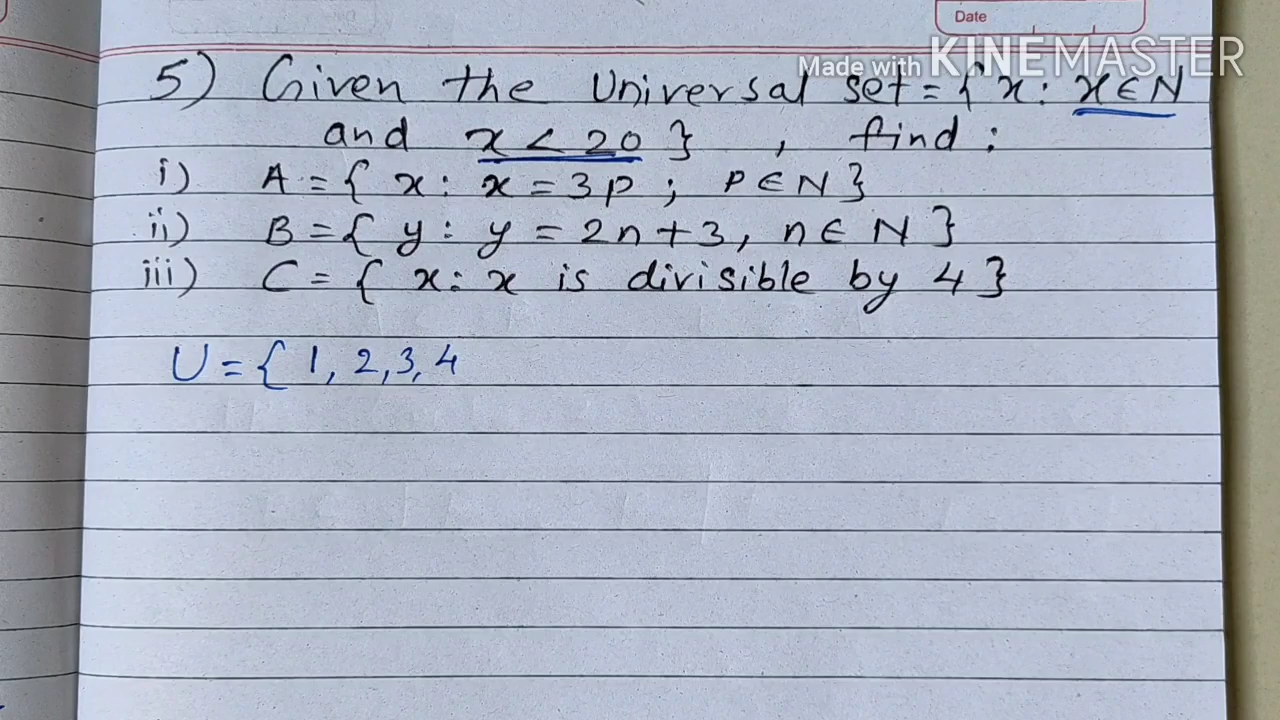 Date
Made with KINEMASTER
5) Given the Universal set = { x : x ∈ N
and x < 20 } , find :
i) A = { x : x = 3p ; P ∈ N }
ii) B = { y : y = 2n + 3, n ∈ N }
iii) C = { x : x is divisible by 4 }
U = { 1, 2, 3, 4